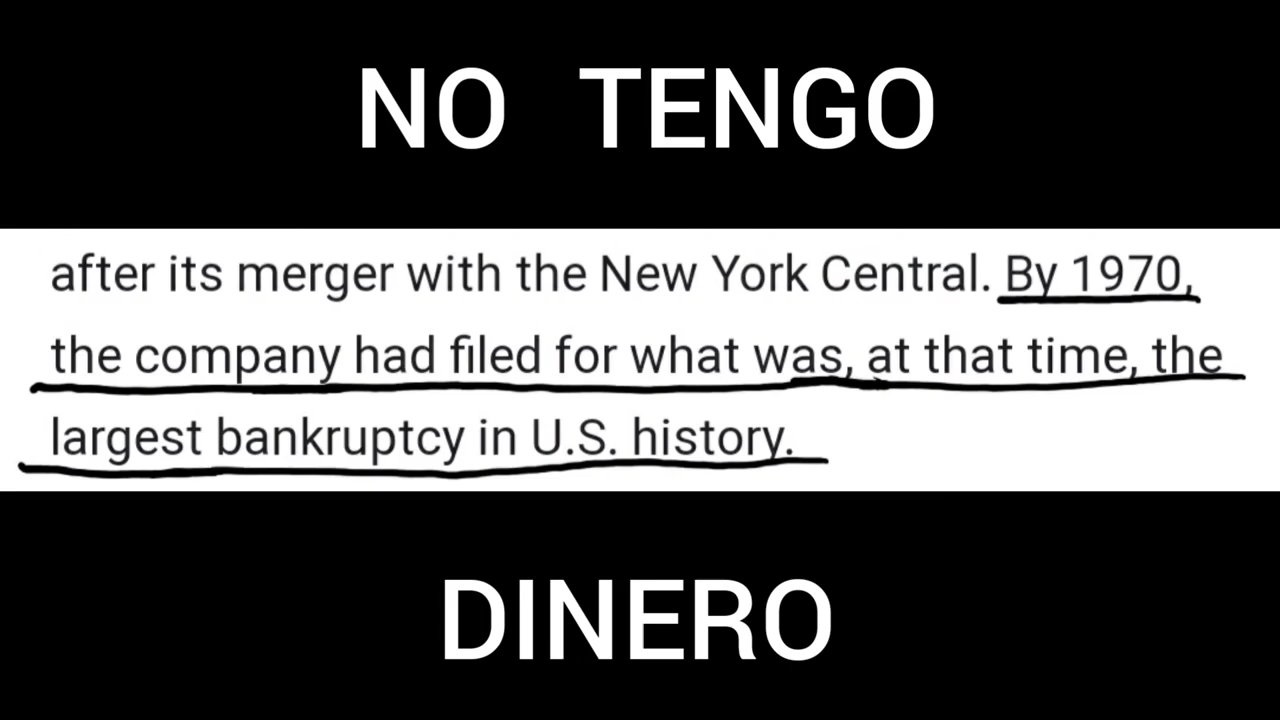 NO TENGO
after its merger with the New York Central. By 1970,
the company had filed for what was, at that time, the
largest bankruptcy in U.S. history.
DINERO